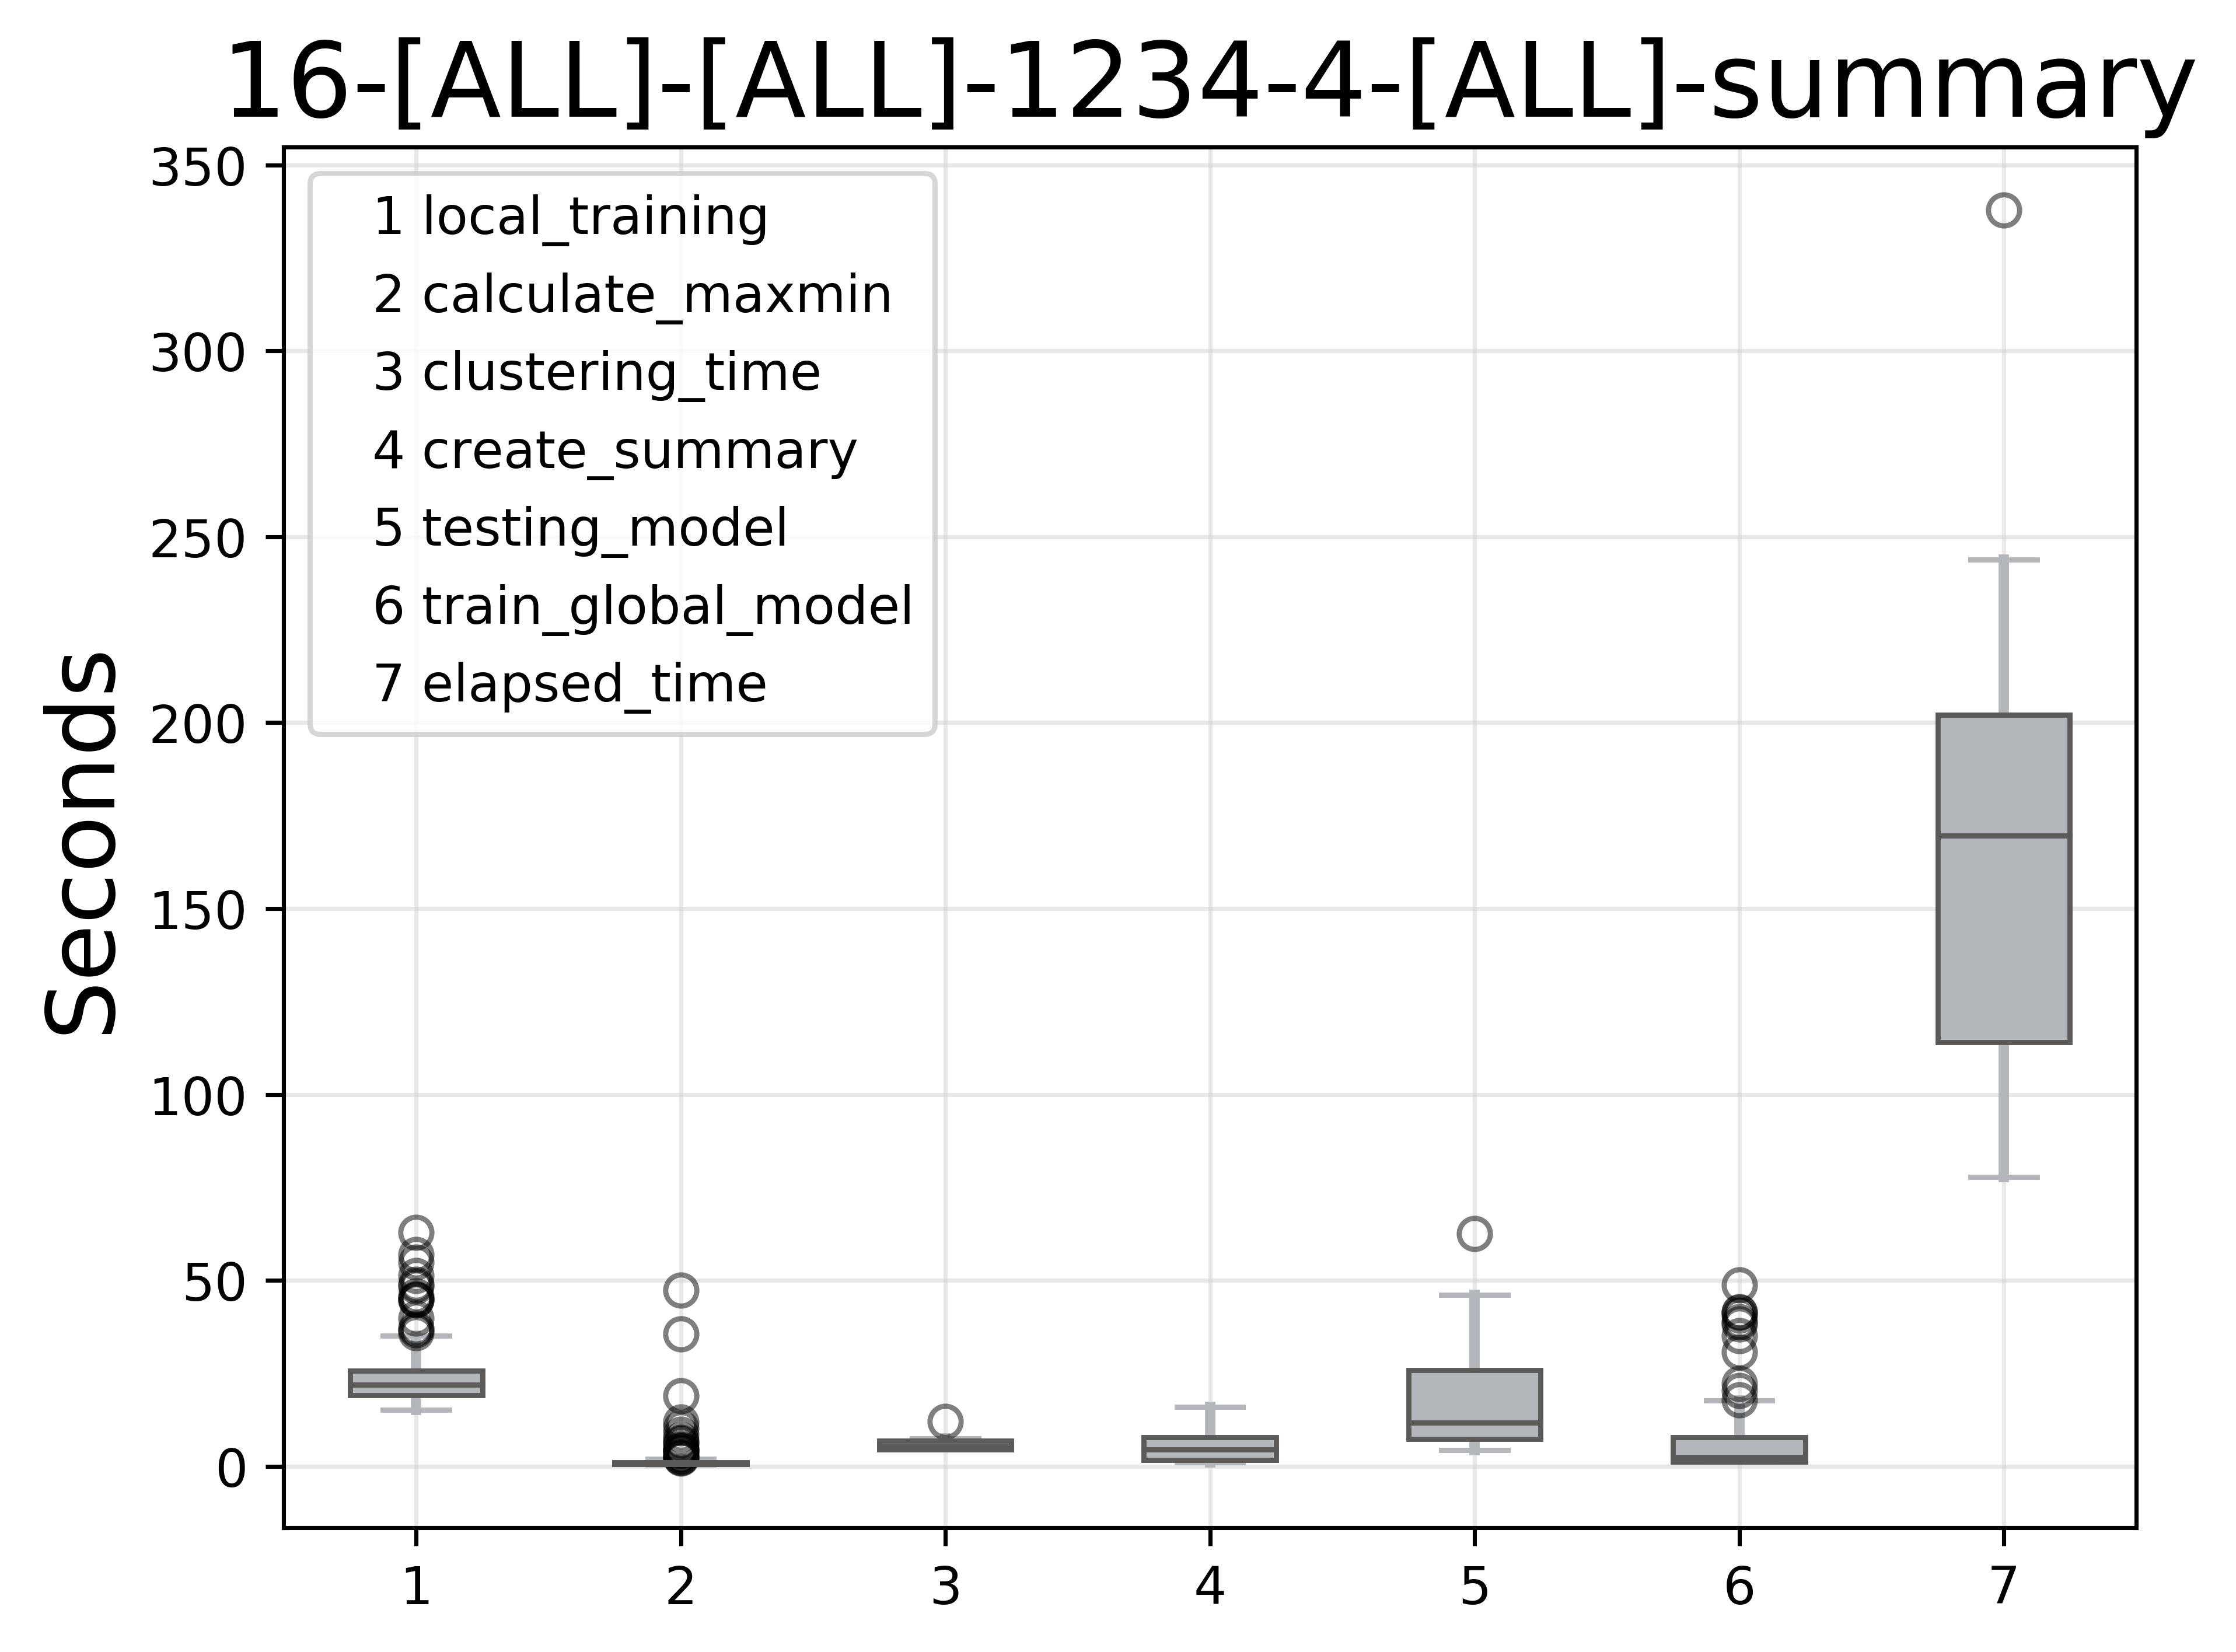 16-[ALL]-[ALL]-1234-4-[ALL]-summary
Seconds
350
300
250
200
150
100
50
0
1 local_training
2 calculate_maxmin
3 clustering_time
4 create_summary
5 testing_model
6 train_global_model
7 elapsed_time
1 2 3 4 5 6 7